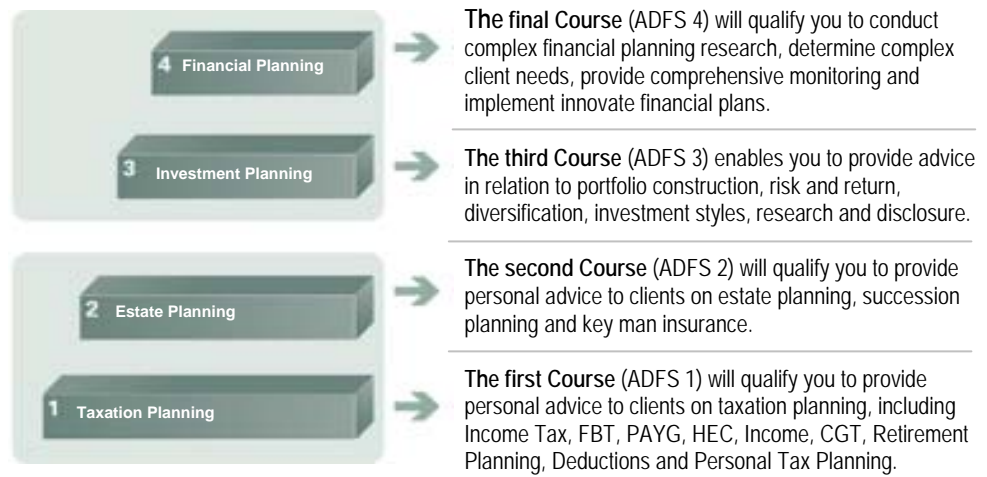 4 Financial Planning
The final Course (ADFS 4) will qualify you to conduct
complex financial planning research, determine complex
client needs, provide comprehensive monitoring and
implement innovate financial plans.
3 Investment Planning
The third Course (ADFS 3) enables you to provide advice
in relation to portfolio construction, risk and return,
diversification, investment styles, research and disclosure.
2 Estate Planning
The second Course (ADFS 2) will qualify you to provide
personal advice to clients on estate planning, succession
planning and key man insurance.
1 Taxation Planning
The first Course (ADFS 1) will qualify you to provide
personal advice to clients on taxation planning, including
Income Tax, FBT, PAYG, HEC, Income, CGT, Retirement
Planning, Deductions and Personal Tax Planning.